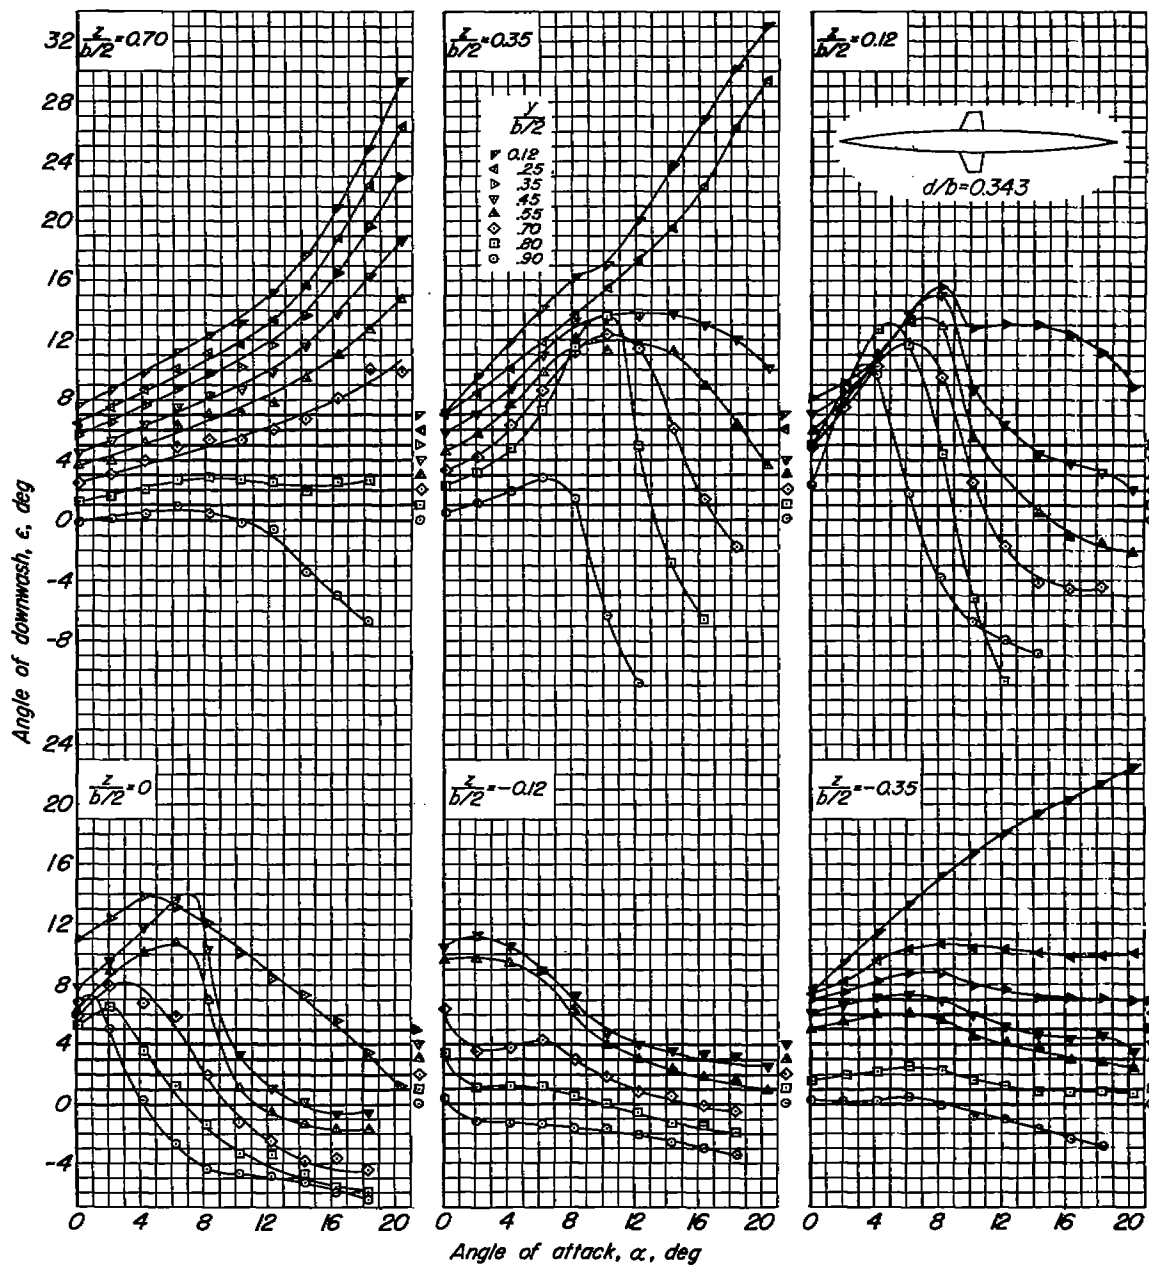 z/b/2 = 0.70
z/b/2 = 0.35
z/b/2 = 0.12
32
28
24
20
16
12
8
4
0
-4
-8
y
b/2
0.12
.25
.35
.45
.55
.70
.80
.90
d/b=0.343
Angle of downwash, ε, deg
24
20
16
12
8
4
0
-4
z/b/2 = 0
z/b/2 = -0.12
z/b/2 = -0.35
0 4 8 12 16 20
0 4 8 12 16 20
0 4 8 12 16 20
Angle of attack, α, deg